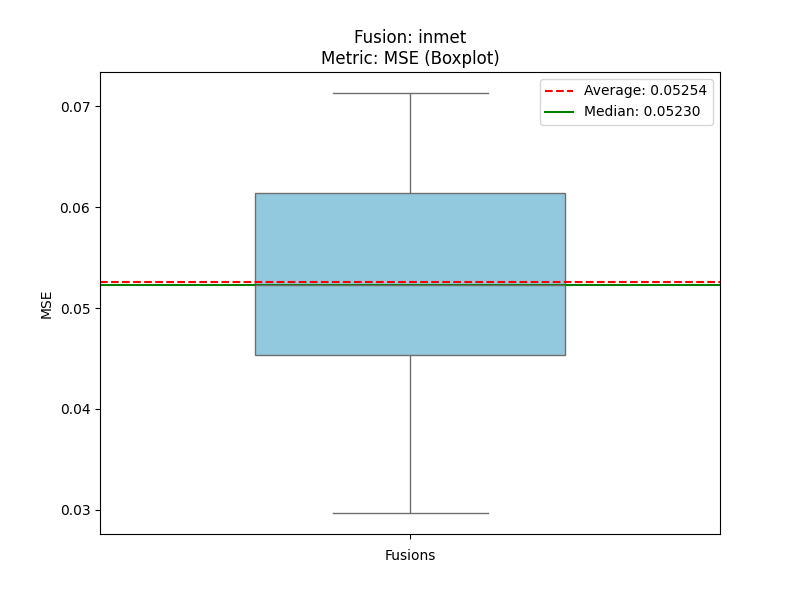 Fusion: inmet
Metric: MSE (Boxplot)
Average: 0.05254
Median: 0.05230
0.07
0.06
0.05
0.04
0.03
MSE
Fusions